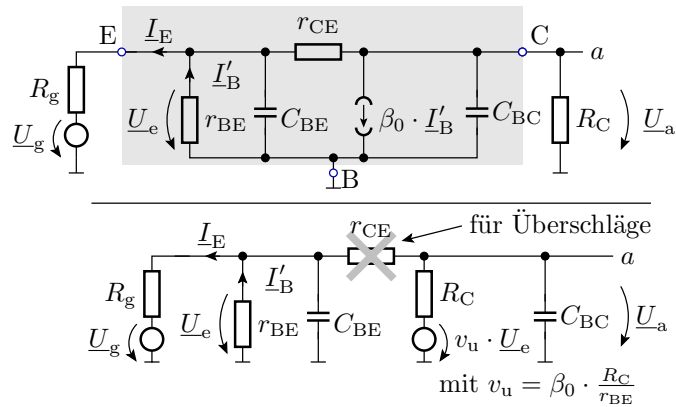 r_CE
E
I_E
C
a
R_g
I'_B
U_e
r_BE
C_BE
β_0 · I'_B
C_BC
R_C
U_a
U_g
B
r_CE
für Überschläge
I_E
a
R_g
I'_B
R_C
U_e
r_BE
C_BE
C_BC
U_a
U_g
v_u · U_e
mit v_u = β_0 · R_C/r_BE